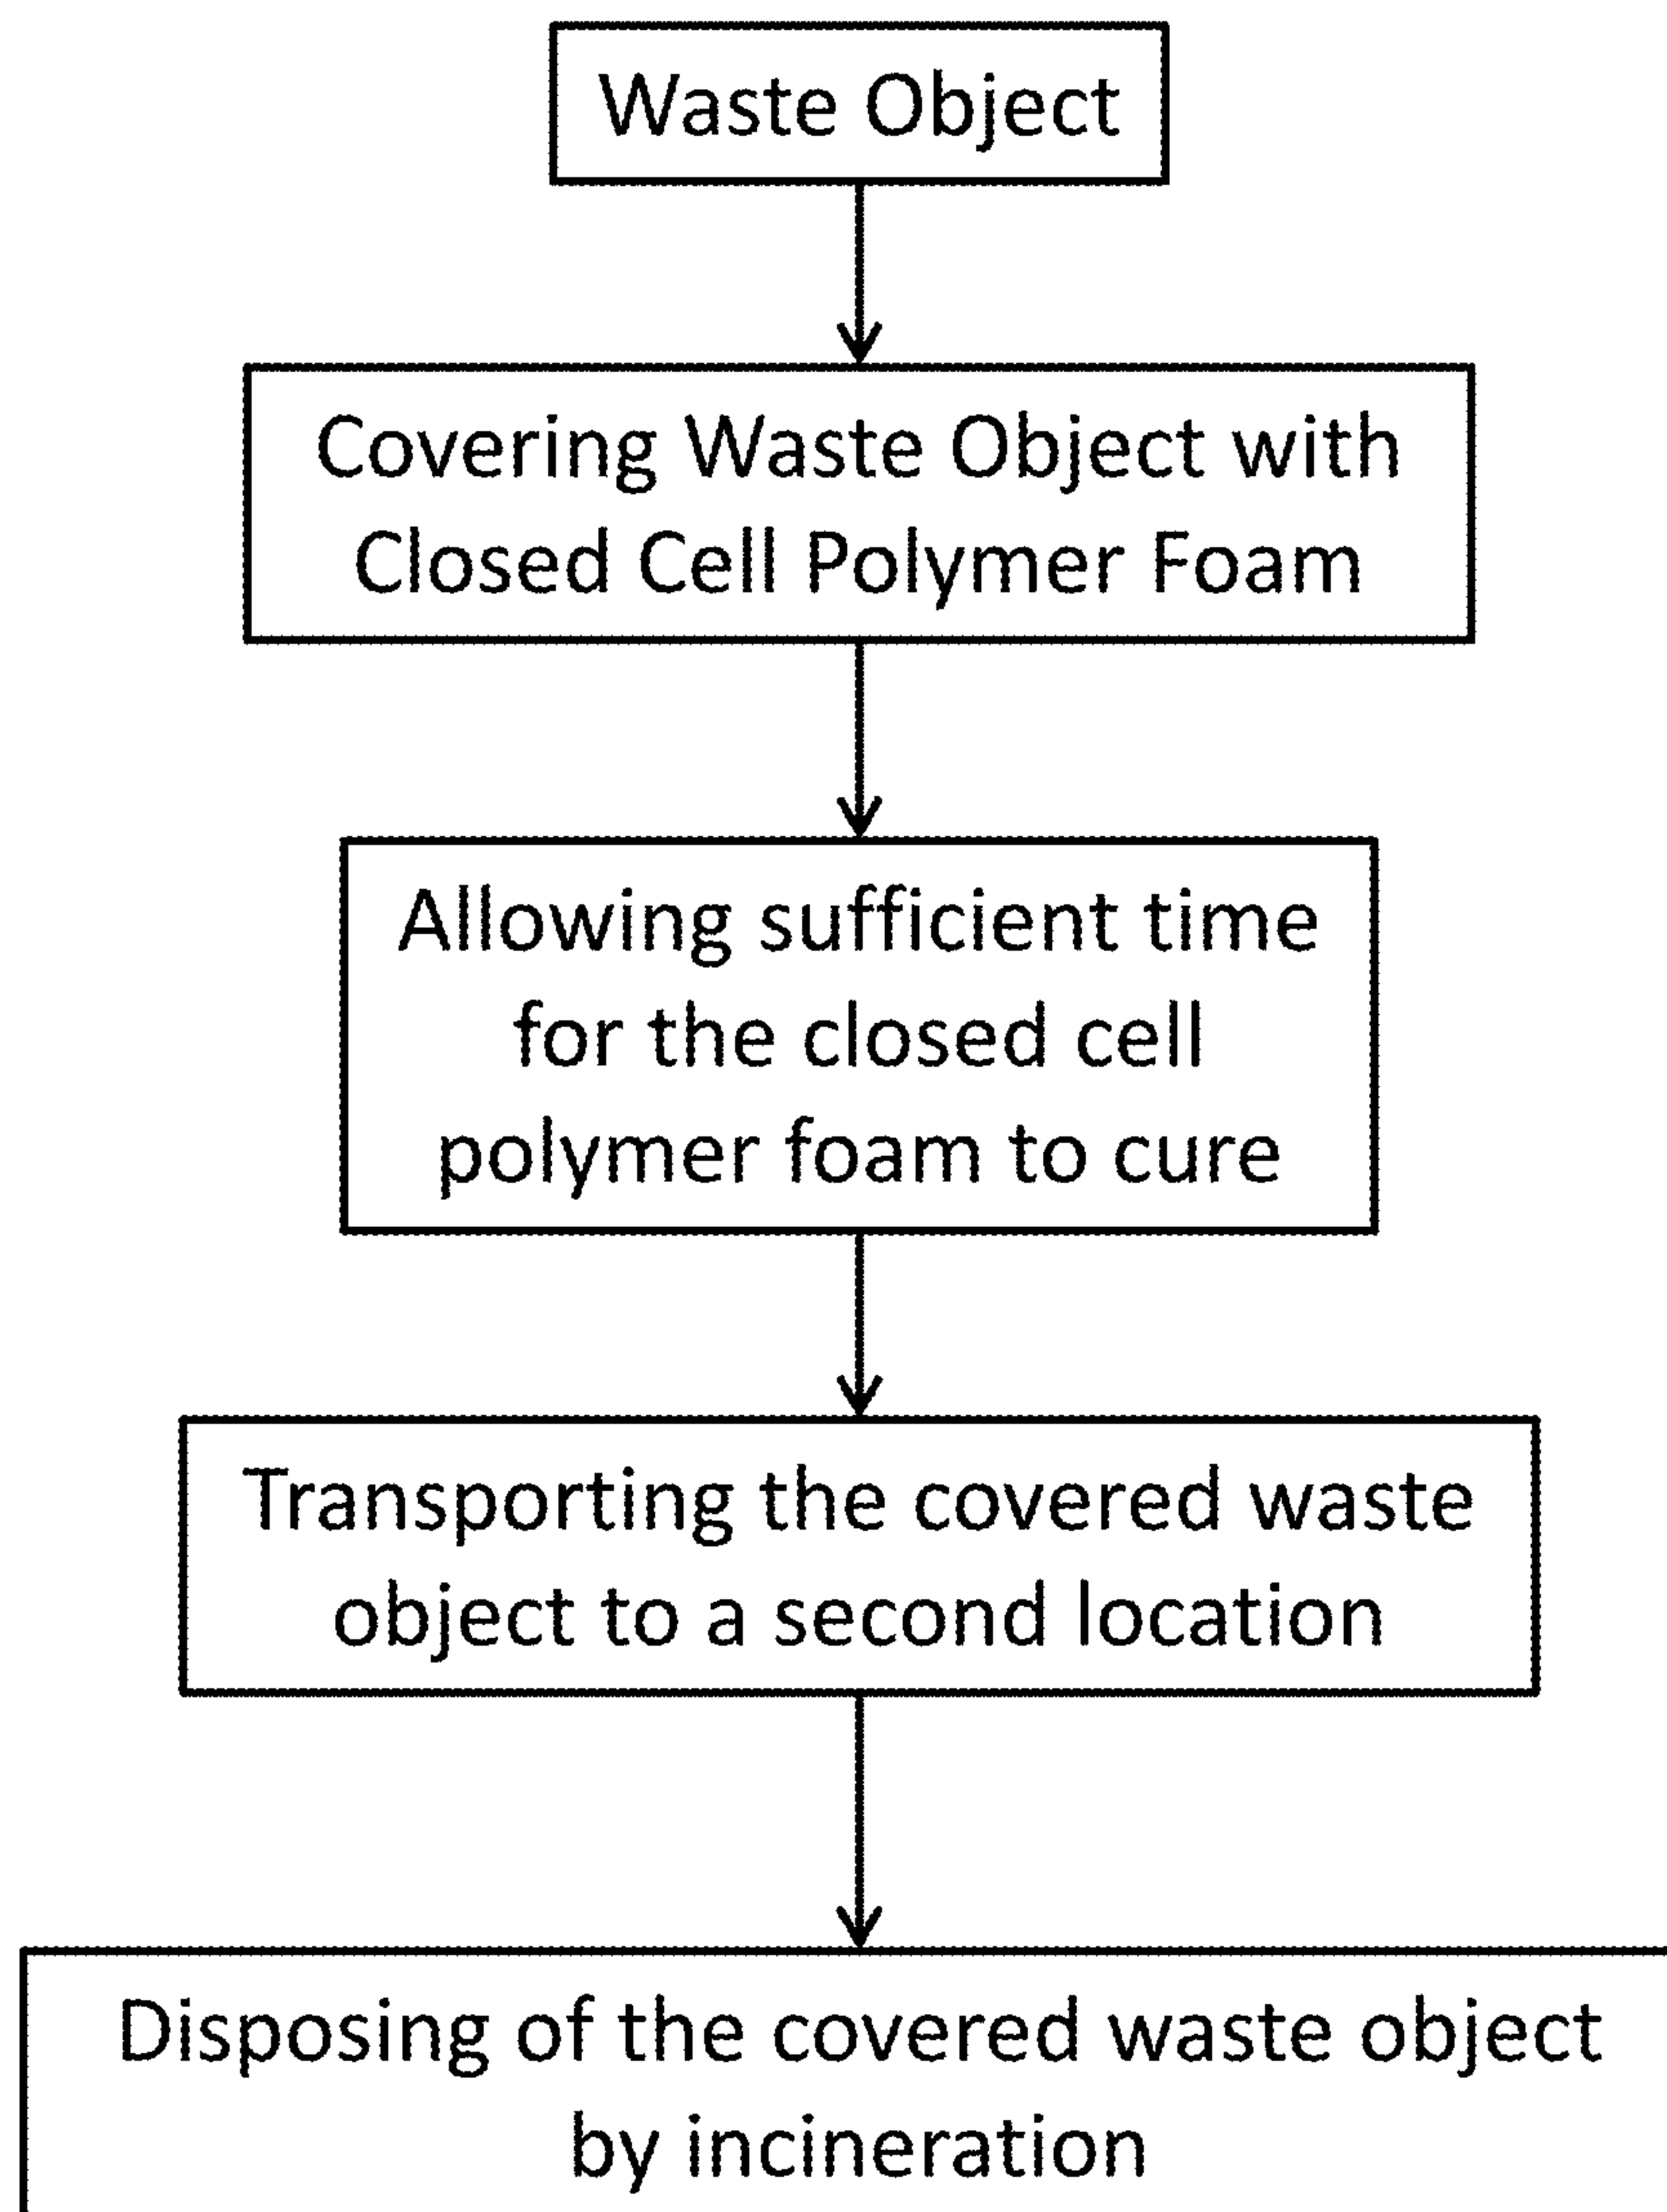 Waste Object
Covering Waste Object with
Closed Cell Polymer Foam
Allowing sufficient time
for the closed cell
polymer foam to cure
Transporting the covered waste
object to a second location
Disposing of the covered waste object
by incineration